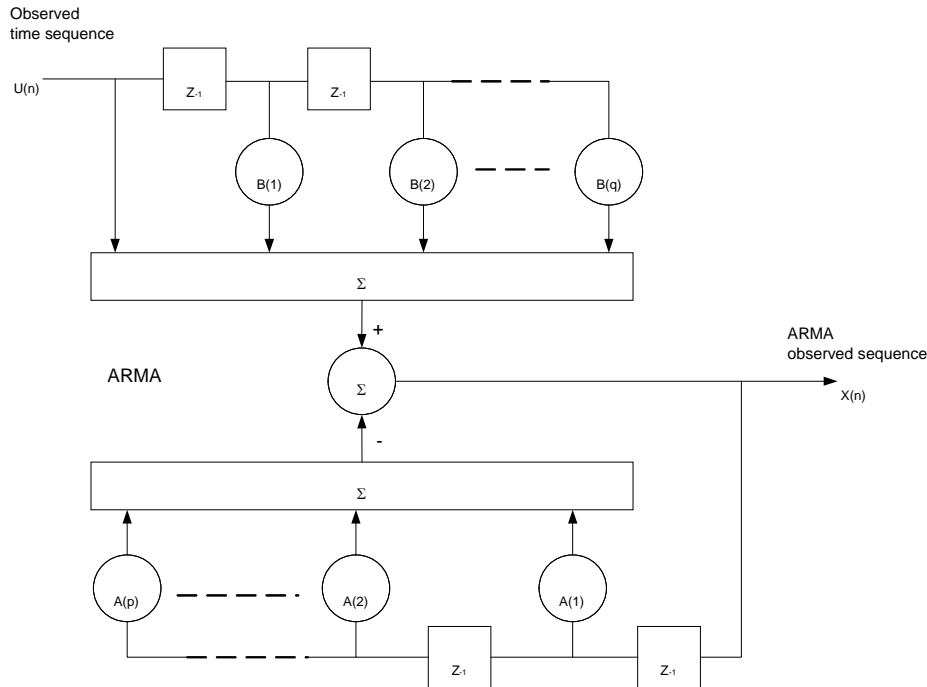 Observed
time sequence
U(n)
Z-1
Z-1
B(1)
B(2)
B(q)
Σ
+
ARMA
observed sequence
ARMA
Σ
X(n)
-
Σ
A(p)
A(2)
A(1)
Z-1
Z-1